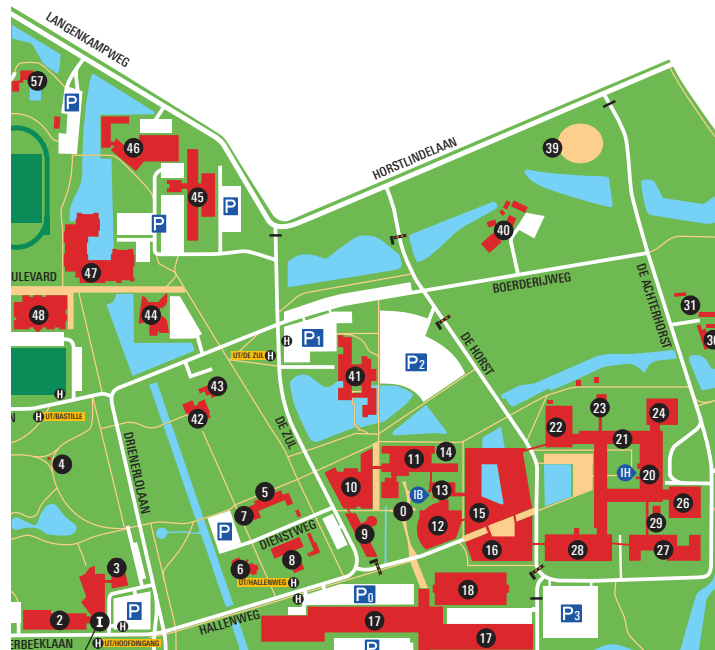 LANGENKAMPWEG
57
P
46
39
HORSTLINDELAAN
45
P
P
40
47
BOERDERIJWEG
DE ACHTERHORST
ULEVARD
48
44
31
30
P1
UT/DE ZUL H
H
P2
DE HORST
41
43
42
H
H UT/BASTILLE
N
DRIENERLOLAAN
DE ZUL
23
24
22
21
4
11
14
IH
20
10
13
IB
5
7
0
15
26
P
DIENSTWEG
9
12
29
8
16
28
27
3
6
UT/HALLENWEG H
18
P0
H
P
P3
2
I
H
HALLENWEG
17
17
ERBEEKLAAN
H UT/HOOFDINGANG
P